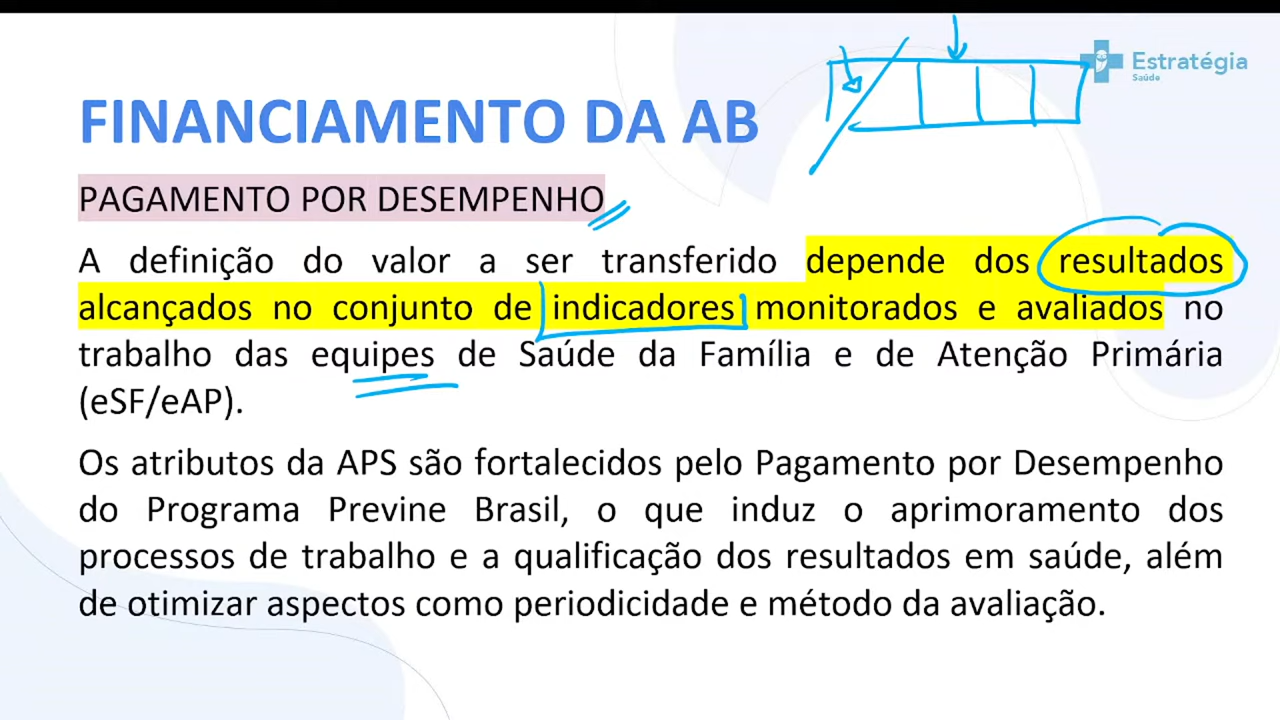 Estratégia
Saúde
FINANCIAMENTO DA AB
PAGAMENTO POR DESEMPENHO
A definição do valor a ser transferido depende dos resultados
alcançados no conjunto de indicadores monitorados e avaliados no
trabalho das equipes de Saúde da Família e de Atenção Primária
(eSF/eAP).
Os atributos da APS são fortalecidos pelo Pagamento por Desempenho
do Programa Previne Brasil, o que induz o aprimoramento dos
processos de trabalho e a qualificação dos resultados em saúde, além
de otimizar aspectos como periodicidade e método da avaliação.